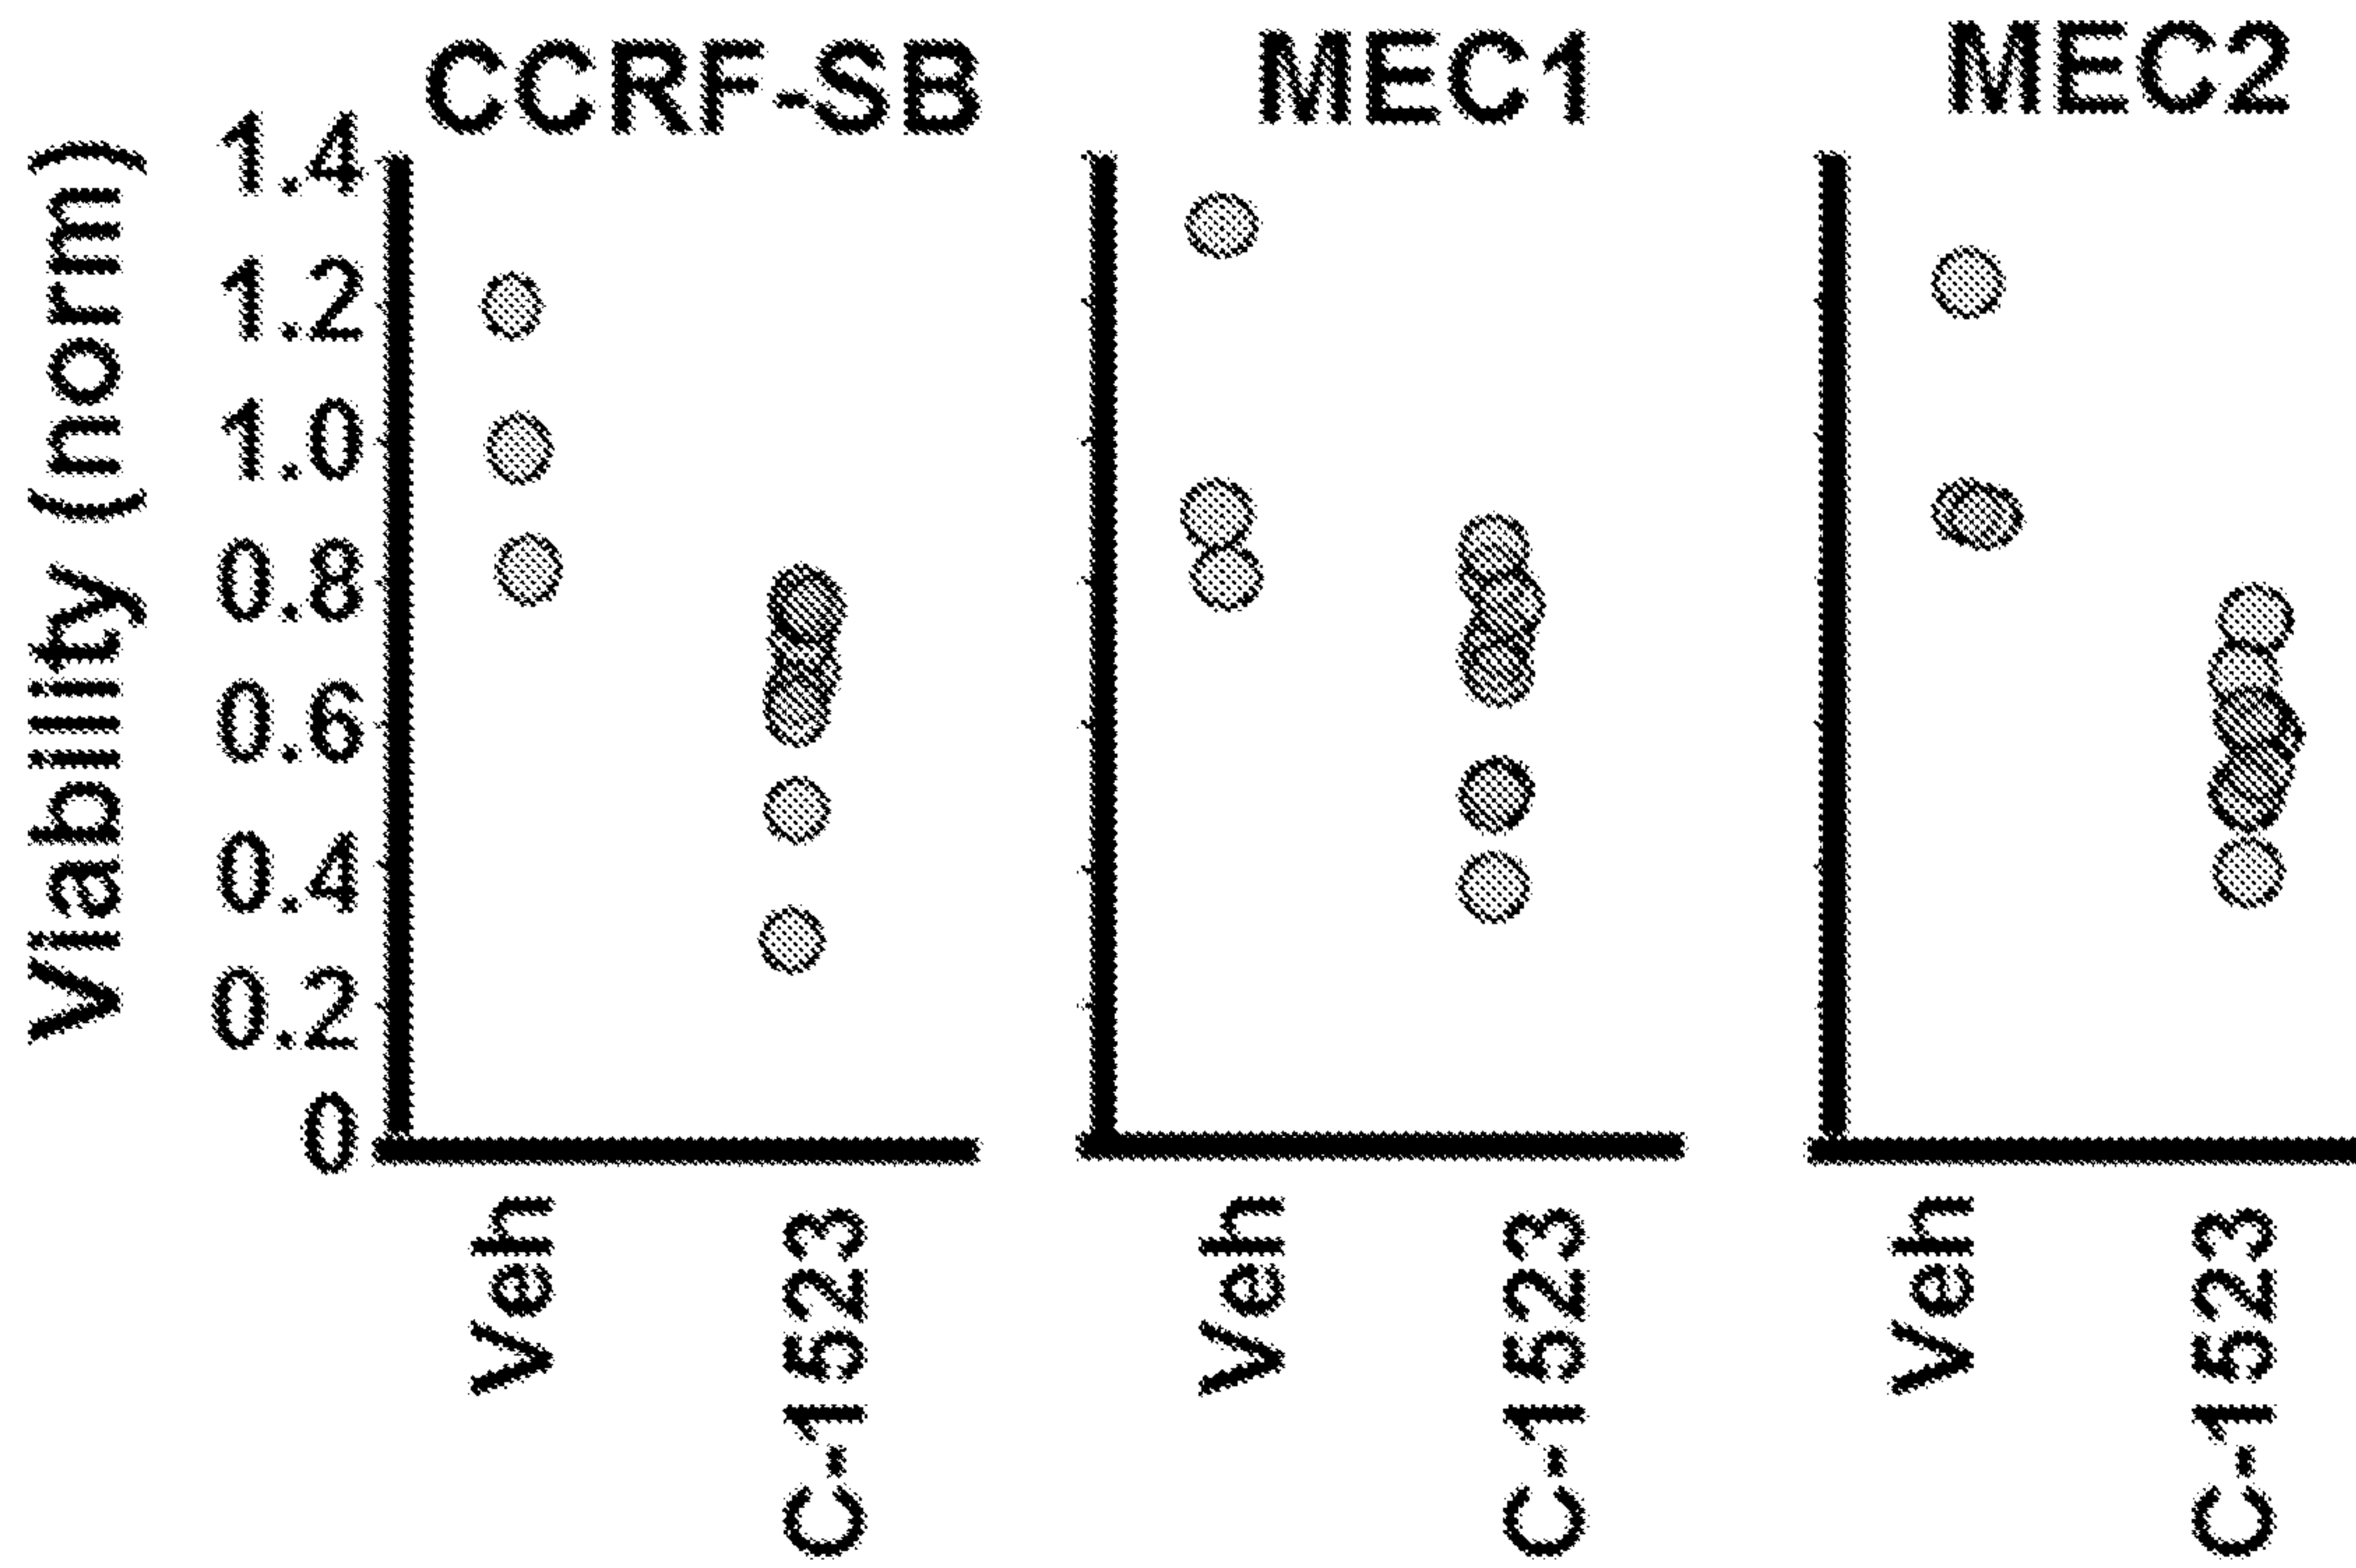 CCRF-SB
MEC1
MEC2
Viability (norm)
1.4
1.2
1.0
0.8
0.6
0.4
0.2
0
Veh
C-1523
Veh
C-1523
Veh
C-1523